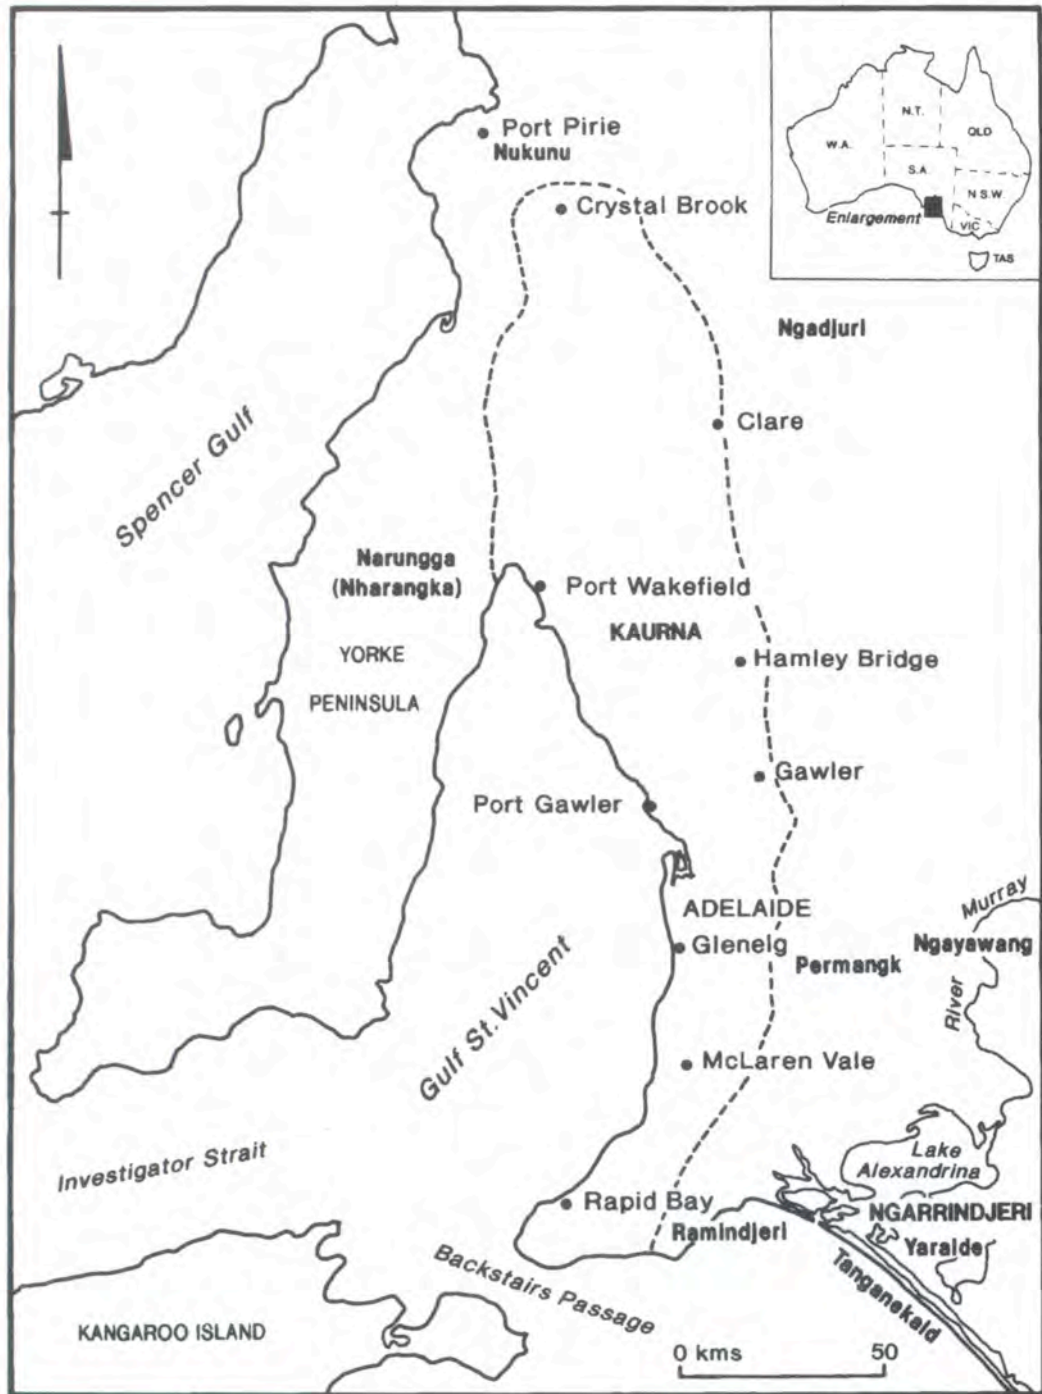 Port Pirie
Nukunu
Crystal Brook
N.T.
W.A.
QLD
S.A
N.S.W.
Enlargement
VIC
TAS
Ngadjuri
Clare
Spencer Gulf
Narungga
(Nharangka)
Port Wakefield
KAURNA
YORKE
PENINSULA
Hamley Bridge
Gawler
Port Gawler
ADELAIDE
Glenelg
Murray
River
Ngayawang
Permangk
Gulf St. Vincent
McLaren Vale
Investigator Strait
Lake
Alexandrina
Rapid Bay
NGARRINDJERI
Ramindjeri
Yaralde
Tanganekald
Backstairs Passage
KANGAROO ISLAND
0 kms 50